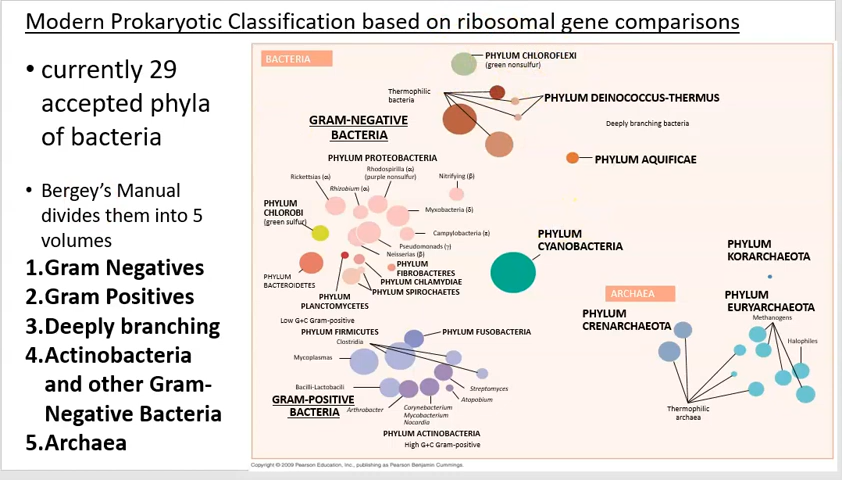 Modern Prokaryotic Classification based on ribosomal gene comparisons
• currently 29
accepted phyla
of bacteria
• Bergey's Manual
divides them into 5
volumes
1.Gram Negatives
2.Gram Positives
3.Deeply branching
4.Actinobacteria
and other Gram-
Negative Bacteria
5.Archaea
BACTERIA
PHYLUM CHLOROFLEXI
(green nonsulfur)
Thermophilic
bacteria
PHYLUM DEINOCOCCUS-THERMUS
GRAM-NEGATIVE
BACTERIA
Deeply branching bacteria
PHYLUM AQUIFICAE
PHYLUM PROTEOBACTERIA
Rhodospirilla (α)
(purple nonsulfur)
Rickettsias (α)
Nitrifying (β)
Rhizobium (α)
PHYLUM
CHLOROBI
(green sulfur)
Myxobacteria (δ)
Campylobacteria (ε)
Pseudomonads (γ)
Neisserias (β)
PHYLUM
FIBROBACTERES
PHYLUM CHLAMYDIAE
PHYLUM SPIROCHAETES
PHYLUM
BACTEROIDETES
PHYLUM
PLANCTOMYCETES
PHYLUM
CYANOBACTERIA
PHYLUM
KORARCHAEOTA
ARCHAEA
PHYLUM
CRENARCHAEOTA
PHYLUM
EURYARCHAEOTA
Methanogens
Halophiles
Thermophilic
archaea
Low G+C Gram-positive
PHYLUM FIRMICUTES
PHYLUM FUSOBACTERIA
Clostridia
Mycoplasmas
Bacilli-Lactobacili
Streptomyces
Atopobium
GRAM-POSITIVE
BACTERIA
Arthrobacter
Corynebacterium
Mycobacterium
Nocardia
PHYLUM ACTINOBACTERIA
High G+C Gram-positive
Copyright © 2009 Pearson Education, Inc., publishing as Pearson Benjamin Cummings.